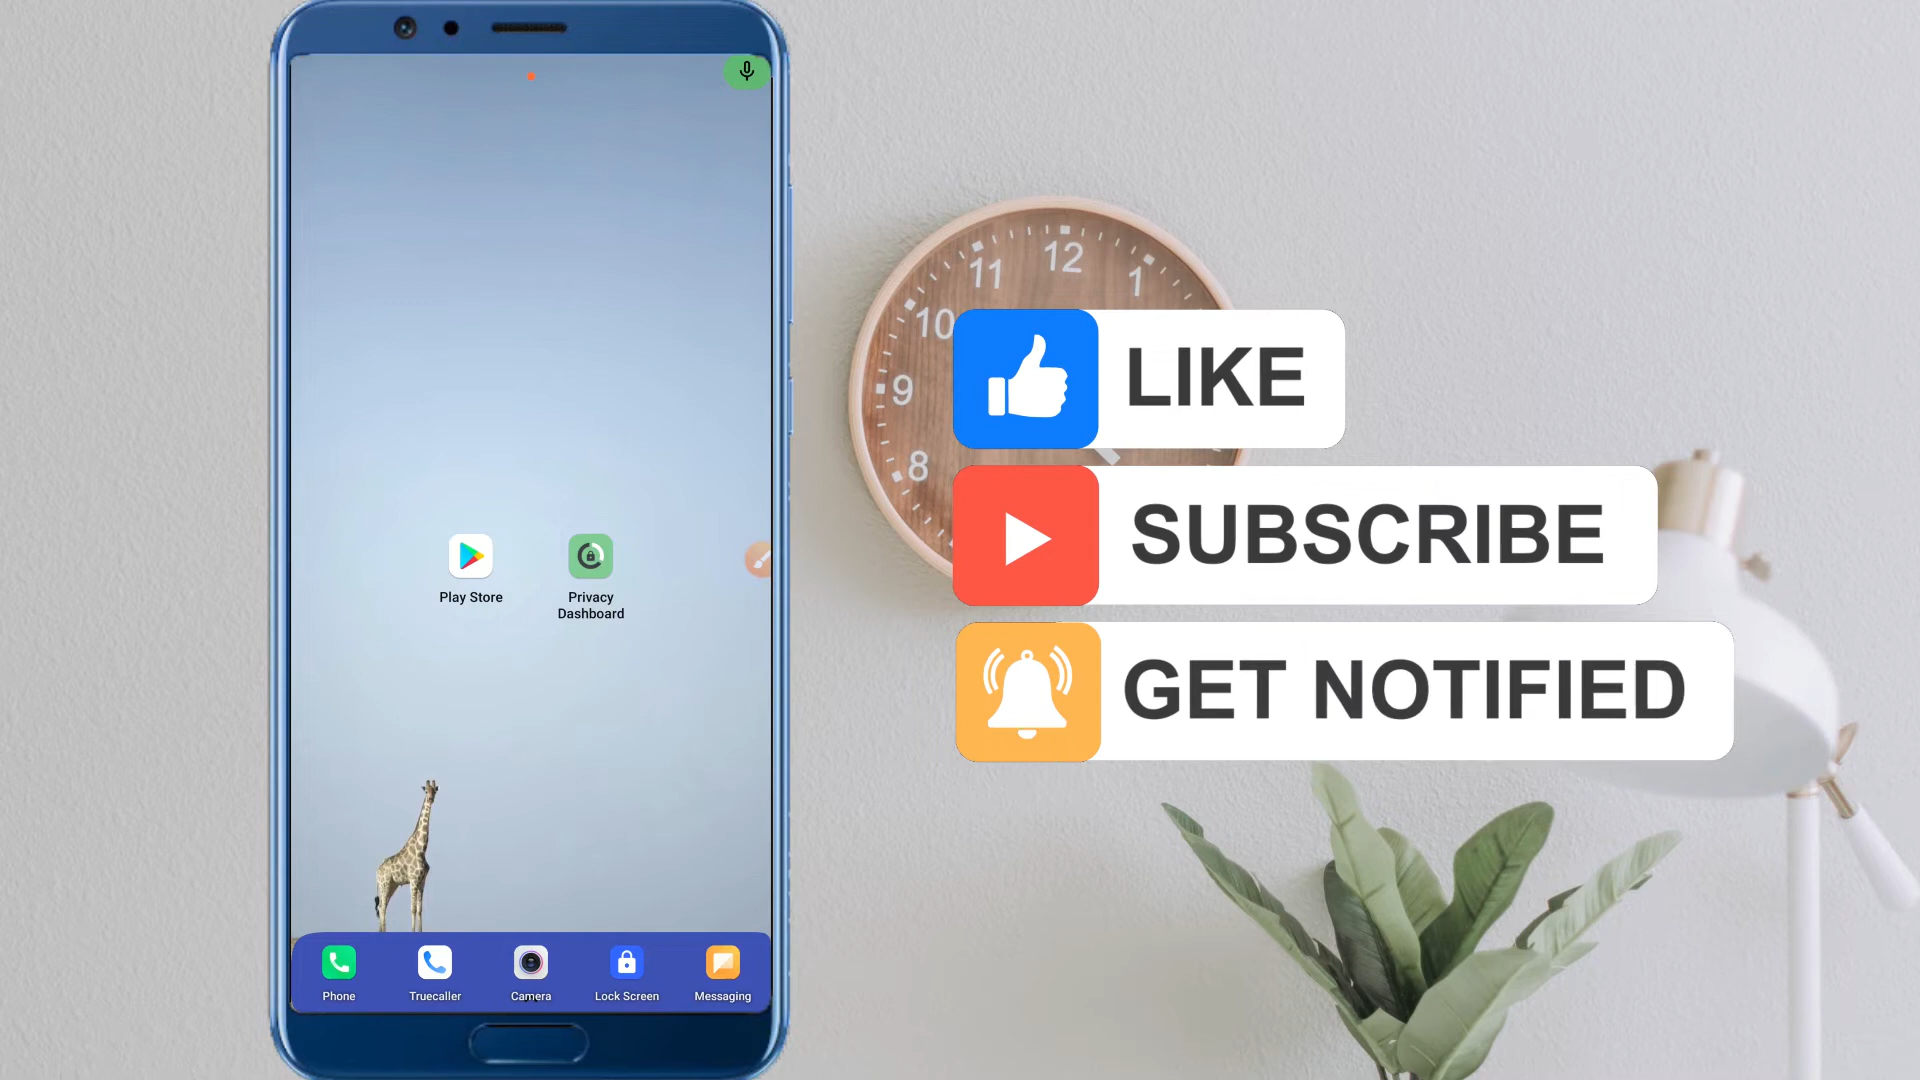 Play Store
Privacy
Dashboard
Phone
Truecaller
Camera
Lock Screen
Messaging
12
11
1
10
9
8
LIKE
SUBSCRIBE
GET NOTIFIED